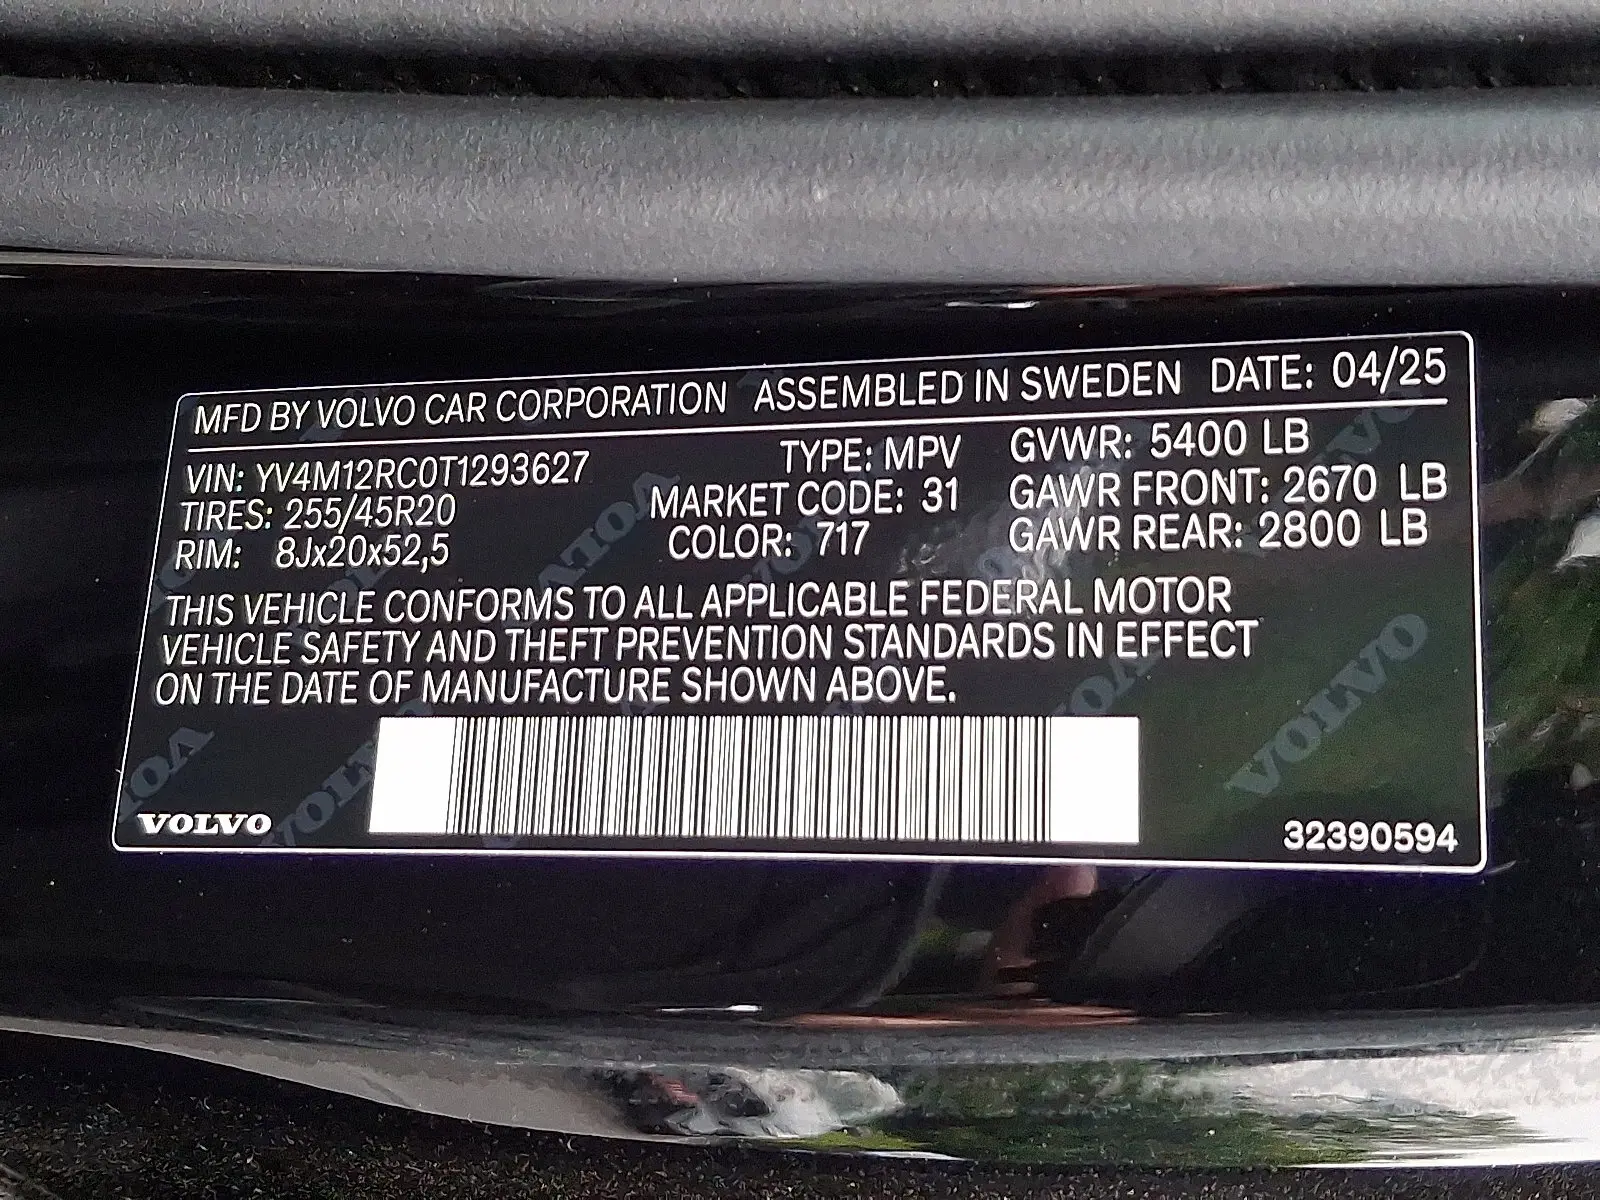 MFD BY VOLVO CAR CORPORATION ASSEMBLED IN SWEDEN DATE: 04/25
VIN: YV4M12RC0T1293627 TYPE: MPV GVWR: 5400 LB
TIRES: 255/45R20 MARKET CODE: 31 GAWR FRONT: 2670 LB
RIM: 8Jx20x52,5 COLOR: 717 GAWR REAR: 2800 LB
THIS VEHICLE CONFORMS TO ALL APPLICABLE FEDERAL MOTOR
VEHICLE SAFETY AND THEFT PREVENTION STANDARDS IN EFFECT
ON THE DATE OF MANUFACTURE SHOWN ABOVE.
VOLVO
VOLVO 32390594